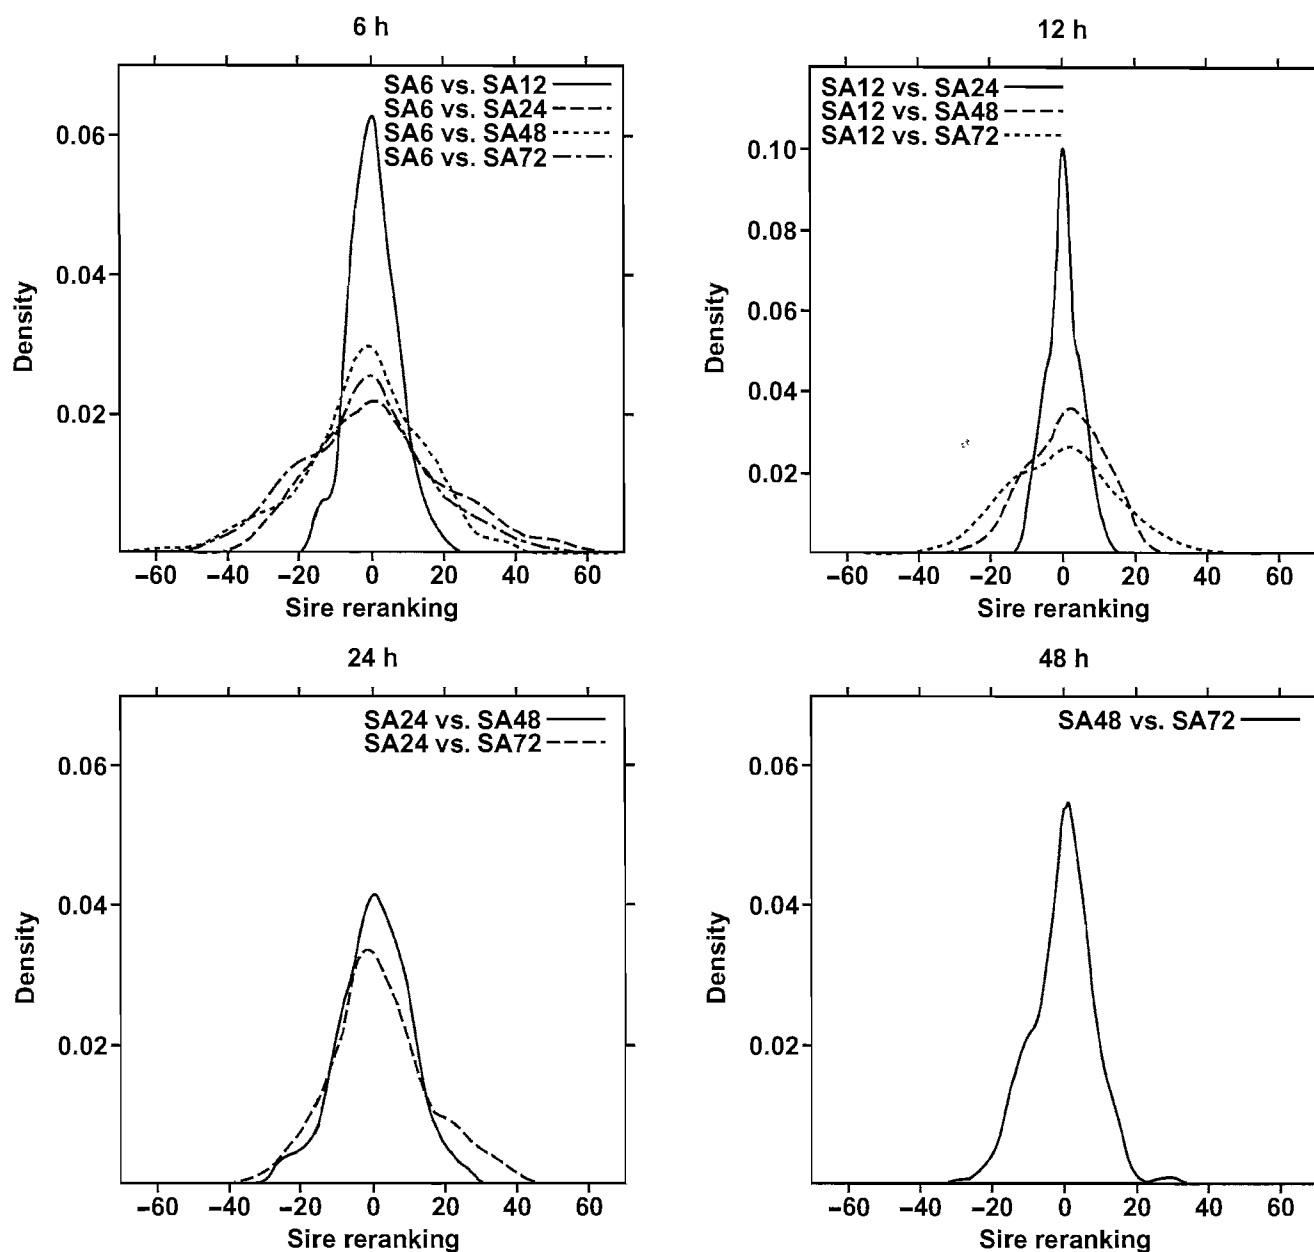 6 h
SA6 vs. SA12
SA6 vs. SA24
SA6 vs. SA48
SA6 vs. SA72
0.06
0.04
0.02
Density
−60 −40 −20 0 20 40 60
Sire reranking
12 h
SA12 vs. SA24
SA12 vs. SA48
SA12 vs. SA72
0.10
0.08
0.06
0.04
0.02
Density
−60 −40 −20 0 20 40 60
Sire reranking
24 h
SA24 vs. SA48
SA24 vs. SA72
0.06
0.04
0.02
Density
−60 −40 −20 0 20 40 60
Sire reranking
48 h
SA48 vs. SA72
0.06
0.04
0.02
Density
−60 −40 −20 0 20 40 60
Sire reranking